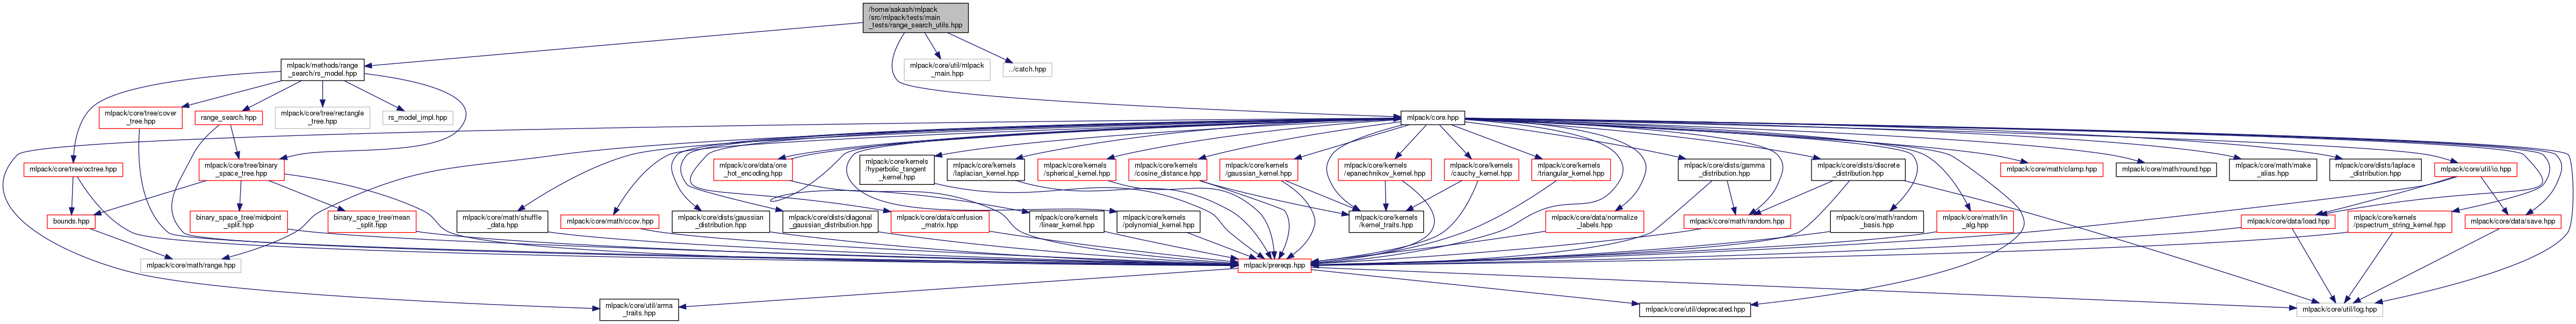 /home/aakash/mlpack
/src/mlpack/tests/main
_tests/range_search_utils.hpp
mlpack/methods/range
_search/rs_model.hpp
mlpack/core/util/mlpack
_main.hpp
../catch.hpp
mlpack/core/tree/cover
_tree.hpp
range_search.hpp
mlpack/core/tree/rectangle
_tree.hpp
rs_model_impl.hpp
mlpack/core.hpp
mlpack/core/tree/octree.hpp
mlpack/core/tree/binary
_space_tree.hpp
mlpack/core/data/one
_hot_encoding.hpp
mlpack/core/kernels
/hyperbolic_tangent
_kernel.hpp
mlpack/core/kernels
/laplacian_kernel.hpp
mlpack/core/kernels
/spherical_kernel.hpp
mlpack/core/kernels
/cosine_distance.hpp
mlpack/core/kernels
/gaussian_kernel.hpp
mlpack/core/kernels
/epanechnikov_kernel.hpp
mlpack/core/kernels
/cauchy_kernel.hpp
mlpack/core/kernels
/triangular_kernel.hpp
mlpack/core/dists/gamma
_distribution.hpp
mlpack/core/dists/discrete
_distribution.hpp
mlpack/core/math/clamp.hpp
mlpack/core/math/round.hpp
mlpack/core/math/make
_alias.hpp
mlpack/core/dists/laplace
_distribution.hpp
mlpack/core/util/io.hpp
bounds.hpp
binary_space_tree/midpoint
_split.hpp
binary_space_tree/mean
_split.hpp
mlpack/core/math/shuffle
_data.hpp
mlpack/core/math/ccov.hpp
mlpack/core/dists/gaussian
_distribution.hpp
mlpack/core/dists/diagonal
_gaussian_distribution.hpp
mlpack/core/data/confusion
_matrix.hpp
mlpack/core/kernels
/linear_kernel.hpp
mlpack/core/kernels
/polynomial_kernel.hpp
mlpack/core/kernels
/kernel_traits.hpp
mlpack/core/data/normalize
_labels.hpp
mlpack/core/math/random.hpp
mlpack/core/math/random
_basis.hpp
mlpack/core/math/lin
_alg.hpp
mlpack/core/data/load.hpp
mlpack/core/kernels
/pspectrum_string_kernel.hpp
mlpack/core/data/save.hpp
mlpack/core/math/range.hpp
mlpack/prereqs.hpp
mlpack/core/util/arma
_traits.hpp
mlpack/core/util/deprecated.hpp
mlpack/core/util/log.hpp